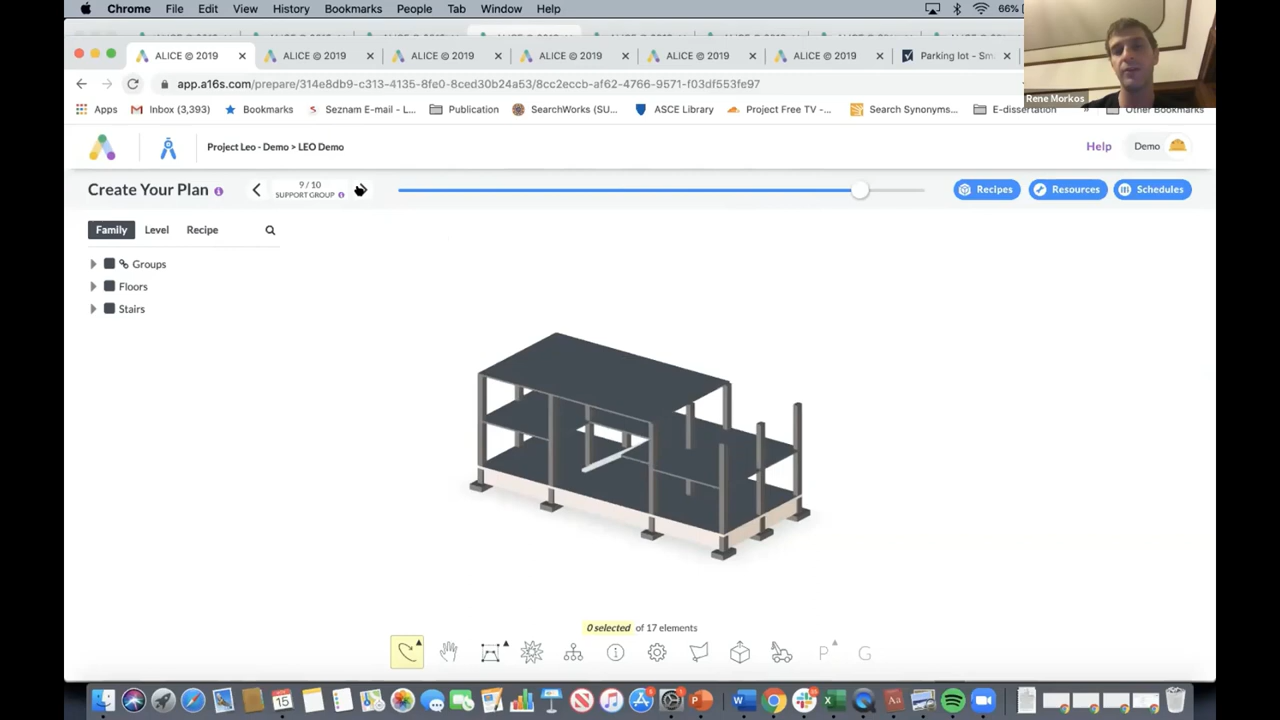 Chrome File Edit View History Bookmarks People Tab Window Help 66%
ALICE © 2019 ALICE © 2019 ALICE © 2019 ALICE © 2019 ALICE © 2019 ALICE © 2019 Parking lot - Sm
app.a16s.com/prepare/314e8db9-c313-4135-8fe0-8ced30b24a53/8cc2eccb-af62-4766-9571-f03df553fe97
Rene Morkos
Apps Inbox (3,393) Bookmarks Seznam E-mail - L... Publication SearchWorks (SU... ASCE Library Project Free TV -... Search Synonyms... E-dissertation » Other Bookmarks
Project Leo - Demo > LEO Demo Help Demo
Create Your Plan 9 / 10 Recipes Resources Schedules
SUPPORT GROUP
Family Level Recipe
Groups
Floors
Stairs
0 selected of 17 elements
P G
15